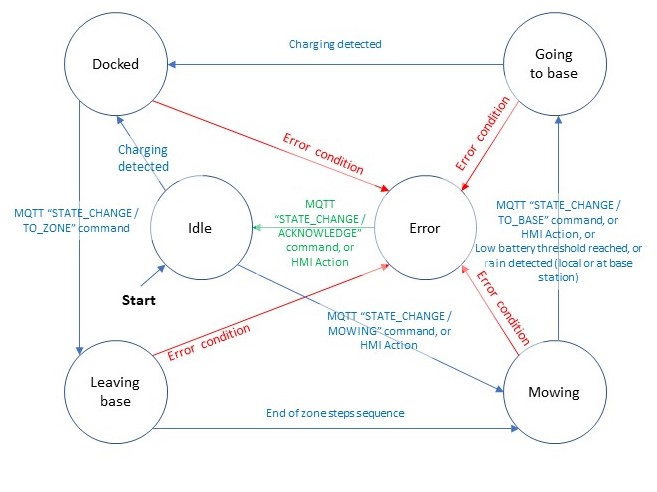 Charging detected
Docked
Going
to base
Error condition
Error condition
Charging
detected
MQTT "STATE_CHANGE /
TO_ZONE" command
Idle
MQTT
"STATE_CHANGE /
ACKNOWLEDGE"
command, or
HMI Action
Error
MQTT "STATE_CHANGE /
TO_BASE" command, or
HMI Action, or
Low battery threshold reached, or
rain detected (local or at base
station)
Start
Error condition
MQTT "STATE_CHANGE /
MOWING" command, or
HMI Action
Error condition
Leaving
base
Mowing
End of zone steps sequence